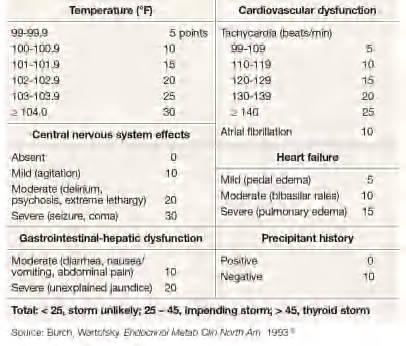 Temperature (°F)
99-99.9 5 points
100-100.9 10
101-101.9 15
102-102.9 20
103-103.9 25
≥ 104.0 30
Central nervous system effects
Absent 0
Mild (agitation) 10
Moderate (delirium,
psychosis, extreme lethargy) 20
Severe (seizure, coma) 30
Gastrointestinal-hepatic dysfunction
Moderate (diarrhea, nausea/
vomiting, abdominal pain) 10
Severe (unexplained jaundice) 20
Cardiovascular dysfunction
Tachycardia (beats/min)
99-109 5
110-119 10
120-129 15
130-139 20
≥ 140 25
Atrial fibrillation 10
Heart failure
Mild (pedal edema) 5
Moderate (bibasilar rales) 10
Severe (pulmonary edema) 15
Precipitant history
Positive 0
Negative 10
Total: < 25, storm unlikely; 25 – 45, impending storm; > 45, thyroid storm
Source: Burch, Wartofsky. Endocrinol Metab Clin North Am 1993